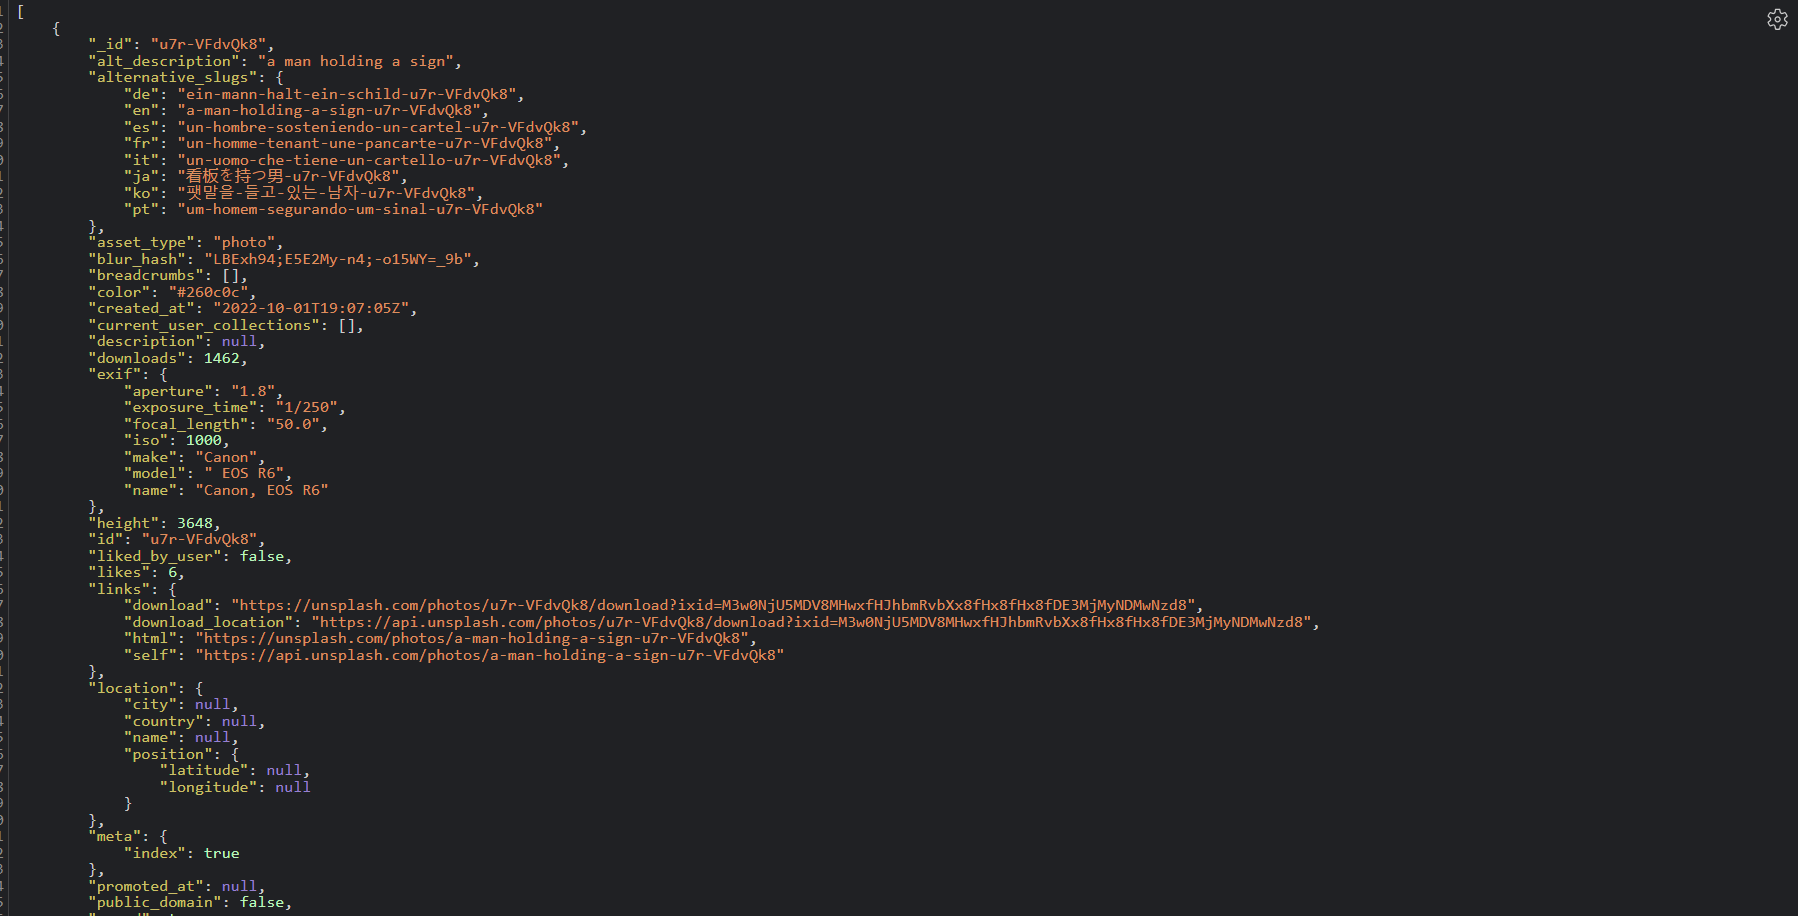 [
{
"_id": "u7r-VFdvQk8",
"alt_description": "a man holding a sign",
"alternative_slugs": {
"de": "ein-mann-halt-ein-schild-u7r-VFdvQk8",
"en": "a-man-holding-a-sign-u7r-VFdvQk8",
"es": "un-hombre-sosteniendo-un-cartel-u7r-VFdvQk8",
"fr": "un-homme-tenant-une-pancarte-u7r-VFdvQk8",
"it": "un-uomo-che-tiene-un-cartello-u7r-VFdvQk8",
"ja": "看板を持つ男-u7r-VFdvQk8",
"ko": "팻말을-들고-있는-남자-u7r-VFdvQk8",
"pt": "um-homem-segurando-um-sinal-u7r-VFdvQk8"
},
"asset_type": "photo",
"blur_hash": "LBExh94;E5E2My-n4;-o15WY=_9b",
"breadcrumbs": [],
"color": "#260c0c",
"created_at": "2022-10-01T19:07:05Z",
"current_user_collections": [],
"description": null,
"downloads": 1462,
"exif": {
"aperture": "1.8",
"exposure_time": "1/250",
"focal_length": "50.0",
"iso": 1000,
"make": "Canon",
"model": " EOS R6",
"name": "Canon, EOS R6"
},
"height": 3648,
"id": "u7r-VFdvQk8",
"liked_by_user": false,
"likes": 6,
"links": {
"download": "https://unsplash.com/photos/u7r-VFdvQk8/download?ixid=M3w0NjU5MDV8MHwxfHJhbmRvbXx8fHx8fHx8fDE3MjMyNDMwNzd8",
"download_location": "https://api.unsplash.com/photos/u7r-VFdvQk8/download?ixid=M3w0NjU5MDV8MHwxfHJhbmRvbXx8fHx8fHx8fDE3MjMyNDMwNzd8",
"html": "https://unsplash.com/photos/a-man-holding-a-sign-u7r-VFdvQk8",
"self": "https://api.unsplash.com/photos/a-man-holding-a-sign-u7r-VFdvQk8"
},
"location": {
"city": null,
"country": null,
"name": null,
"position": {
"latitude": null,
"longitude": null
}
},
"meta": {
"index": true
},
"promoted_at": null,
"public_domain": false,